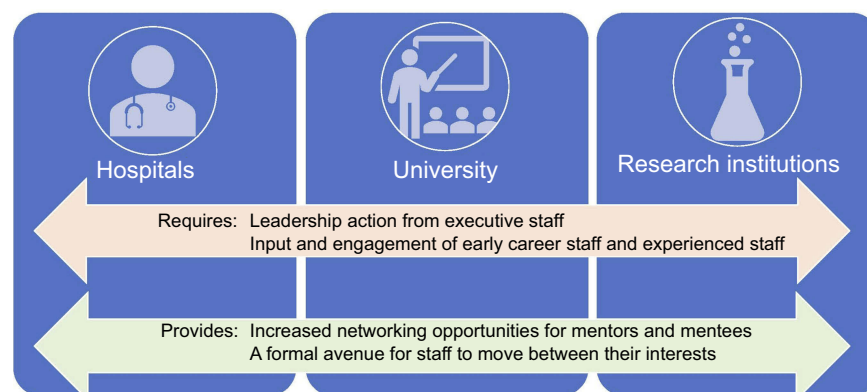 Hospitals
University
Research institutions
Requires: Leadership action from executive staff
Input and engagement of early career staff and experienced staff
Provides: Increased networking opportunities for mentors and mentees
A formal avenue for staff to move between their interests